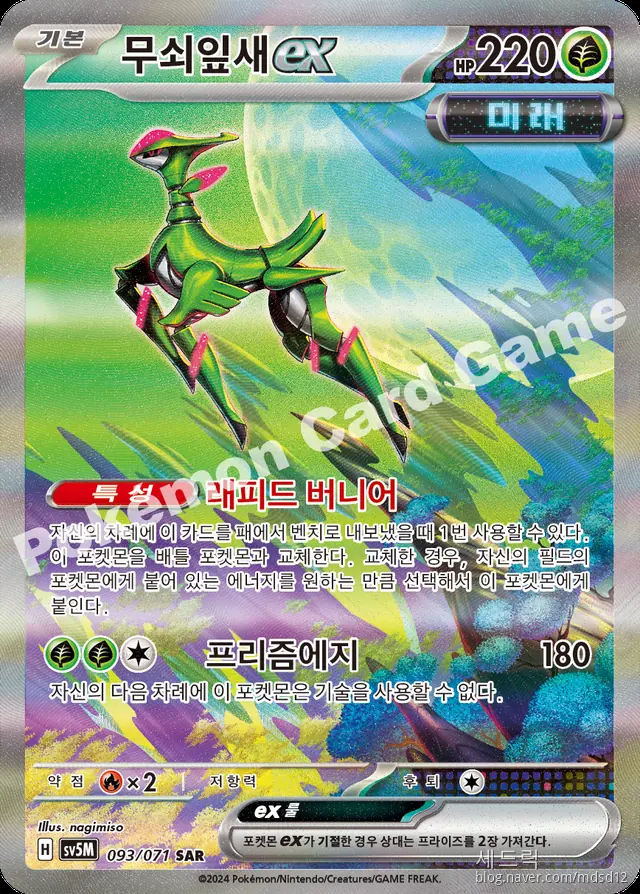 기본 무쇠잎새ex HP220
미래
Pokémon Card Game
특성 래피드 버니어
자신의 차례에 이 카드를 패에서 벤치로 내보냈을 때 1번 사용할 수 있다.
이 포켓몬을 배틀 포켓몬과 교체한다. 교체한 경우, 자신의 필드의
포켓몬에게 붙어 있는 에너지를 원하는 만큼 선택해서 이 포켓몬에게
붙인다.
프리즘에지 180
자신의 다음 차례에 이 포켓몬은 기술을 사용할 수 없다.
약점 ×2 저항력 후퇴
ex 룰
포켓몬 ex가 기절한 경우 상대는 프라이즈를 2장 가져간다.
Illus. nagimiso
H sv5M 093/071 SAR
세드릭
blog.naver.com/mdsd12
©2024 Pokémon/Nintendo/Creatures/GAME FREAK.